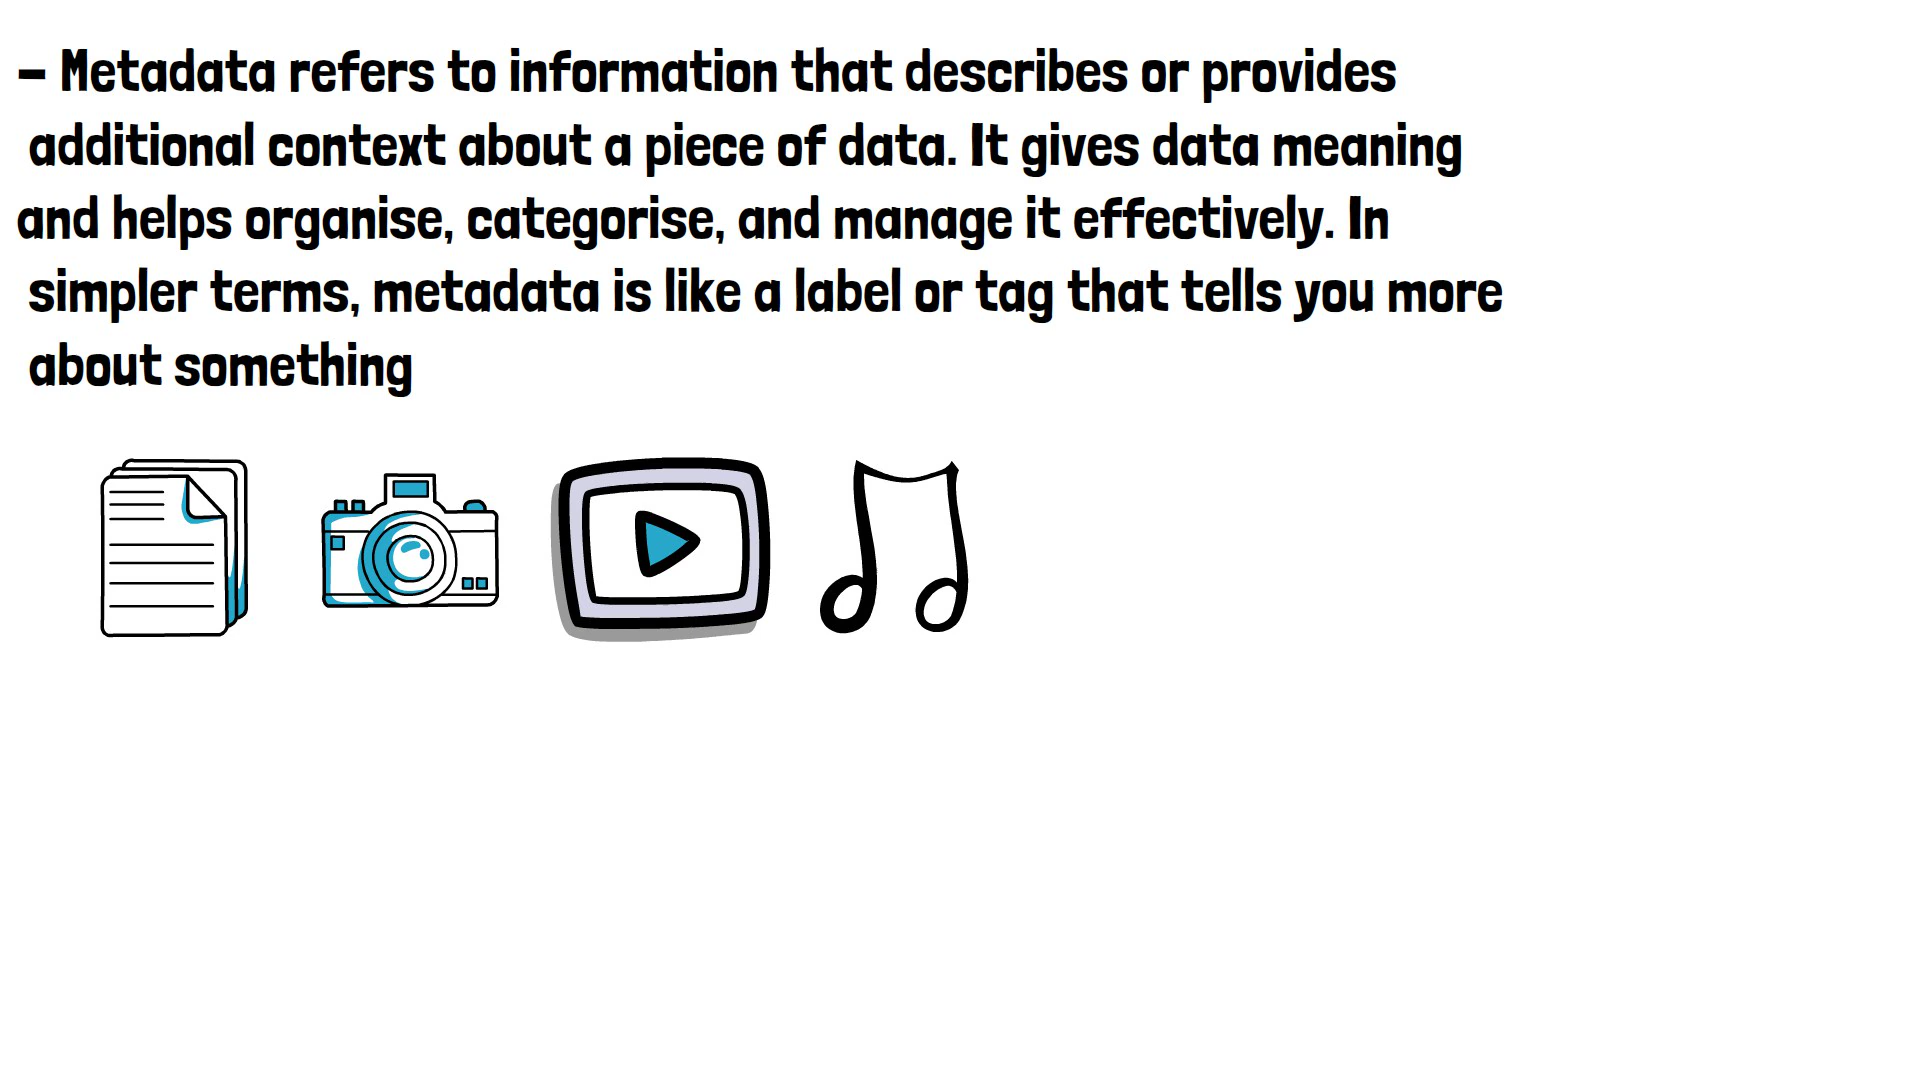 - Metadata refers to information that describes or provides
additional context about a piece of data. It gives data meaning
and helps organise, categorise, and manage it effectively. In
simpler terms, metadata is like a label or tag that tells you more
about something